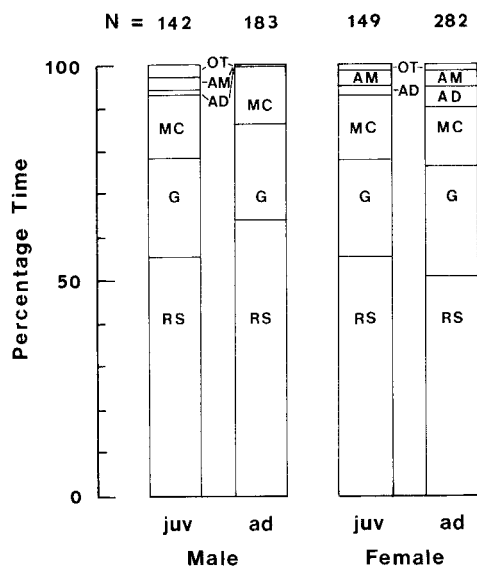 N = 142 183 149 282
100
50
0
Percentage Time
OT
AM
AD
MC
G
RS
MC
G
RS
OT
AM
AD
MC
G
RS
AM
AD
MC
G
RS
juv ad juv ad
Male Female